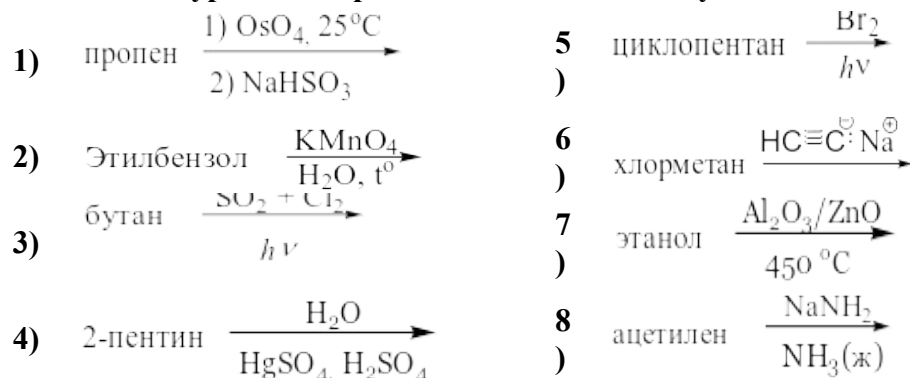 1) пропен 1) OsO₄, 25°C
2) NaHSO₃
2) Этилбензол KMnO₄
H₂O, t°
3) бутан SO₂ + Cl₂
hν
4) 2-пентин H₂O
HgSO₄, H₂SO₄
5) циклопентан Br₂
hν
6) хлорметан HC≡C:⊖ Na⊕
7) этанол Al₂O₃/ZnO
450 °C
8) ацетилен NaNH₂
NH₃(ж)